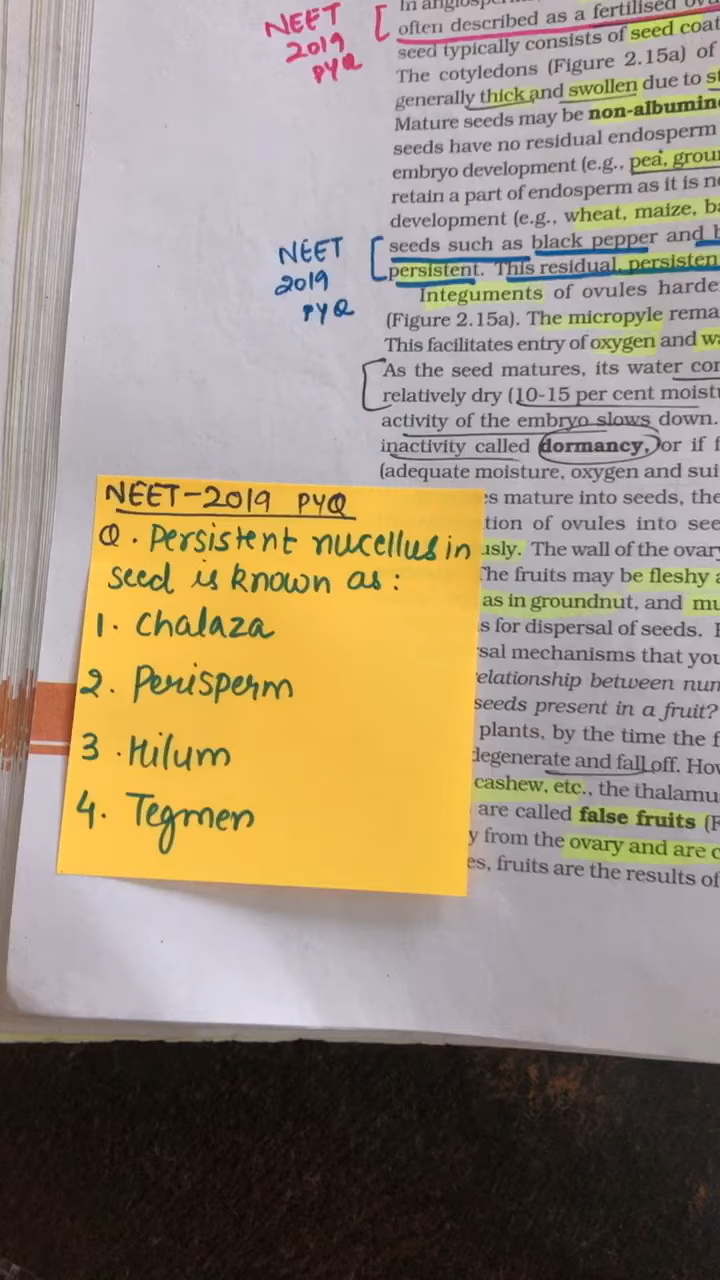 NEET
2019
PYQ
In angiosper
often described as a fertilised ov
seed typically consists of seed coat
The cotyledons (Figure 2.15a) of
generally thick and swollen due to
Mature seeds may be non-albumin
seeds have no residual endosperm
embryo development (e.g., pea, grou
retain a part of endosperm as it is
development (e.g., wheat, maize, ba
NEET
2019
PYQ
seeds such as black pepper and b
persistent. This residual, persisten
Integuments of ovules harde
(Figure 2.15a). The micropyle rema
This facilitates entry of oxygen and wa
As the seed matures, its water con
relatively dry (10-15 per cent moist
activity of the embryo slows down.
inactivity called dormancy, or if f
(adequate moisture, oxygen and sui
s mature into seeds, the
tion of ovules into see
usly. The wall of the ovar
The fruits may be fleshy a
as in groundnut, and mu
s for dispersal of seeds.
sal mechanisms that you
elationship between num
seeds present in a fruit?
plants, by the time the f
degenerate and fall off. Ho
cashew, etc., the thalamu
are called false fruits (F
y from the ovary and are c
es, fruits are the results of
NEET-2019 PYQ
Q. Persistent nucellus in
seed is known as:
1. Chalaza
2. Perisperm
3. Hilum
4. Tegmen